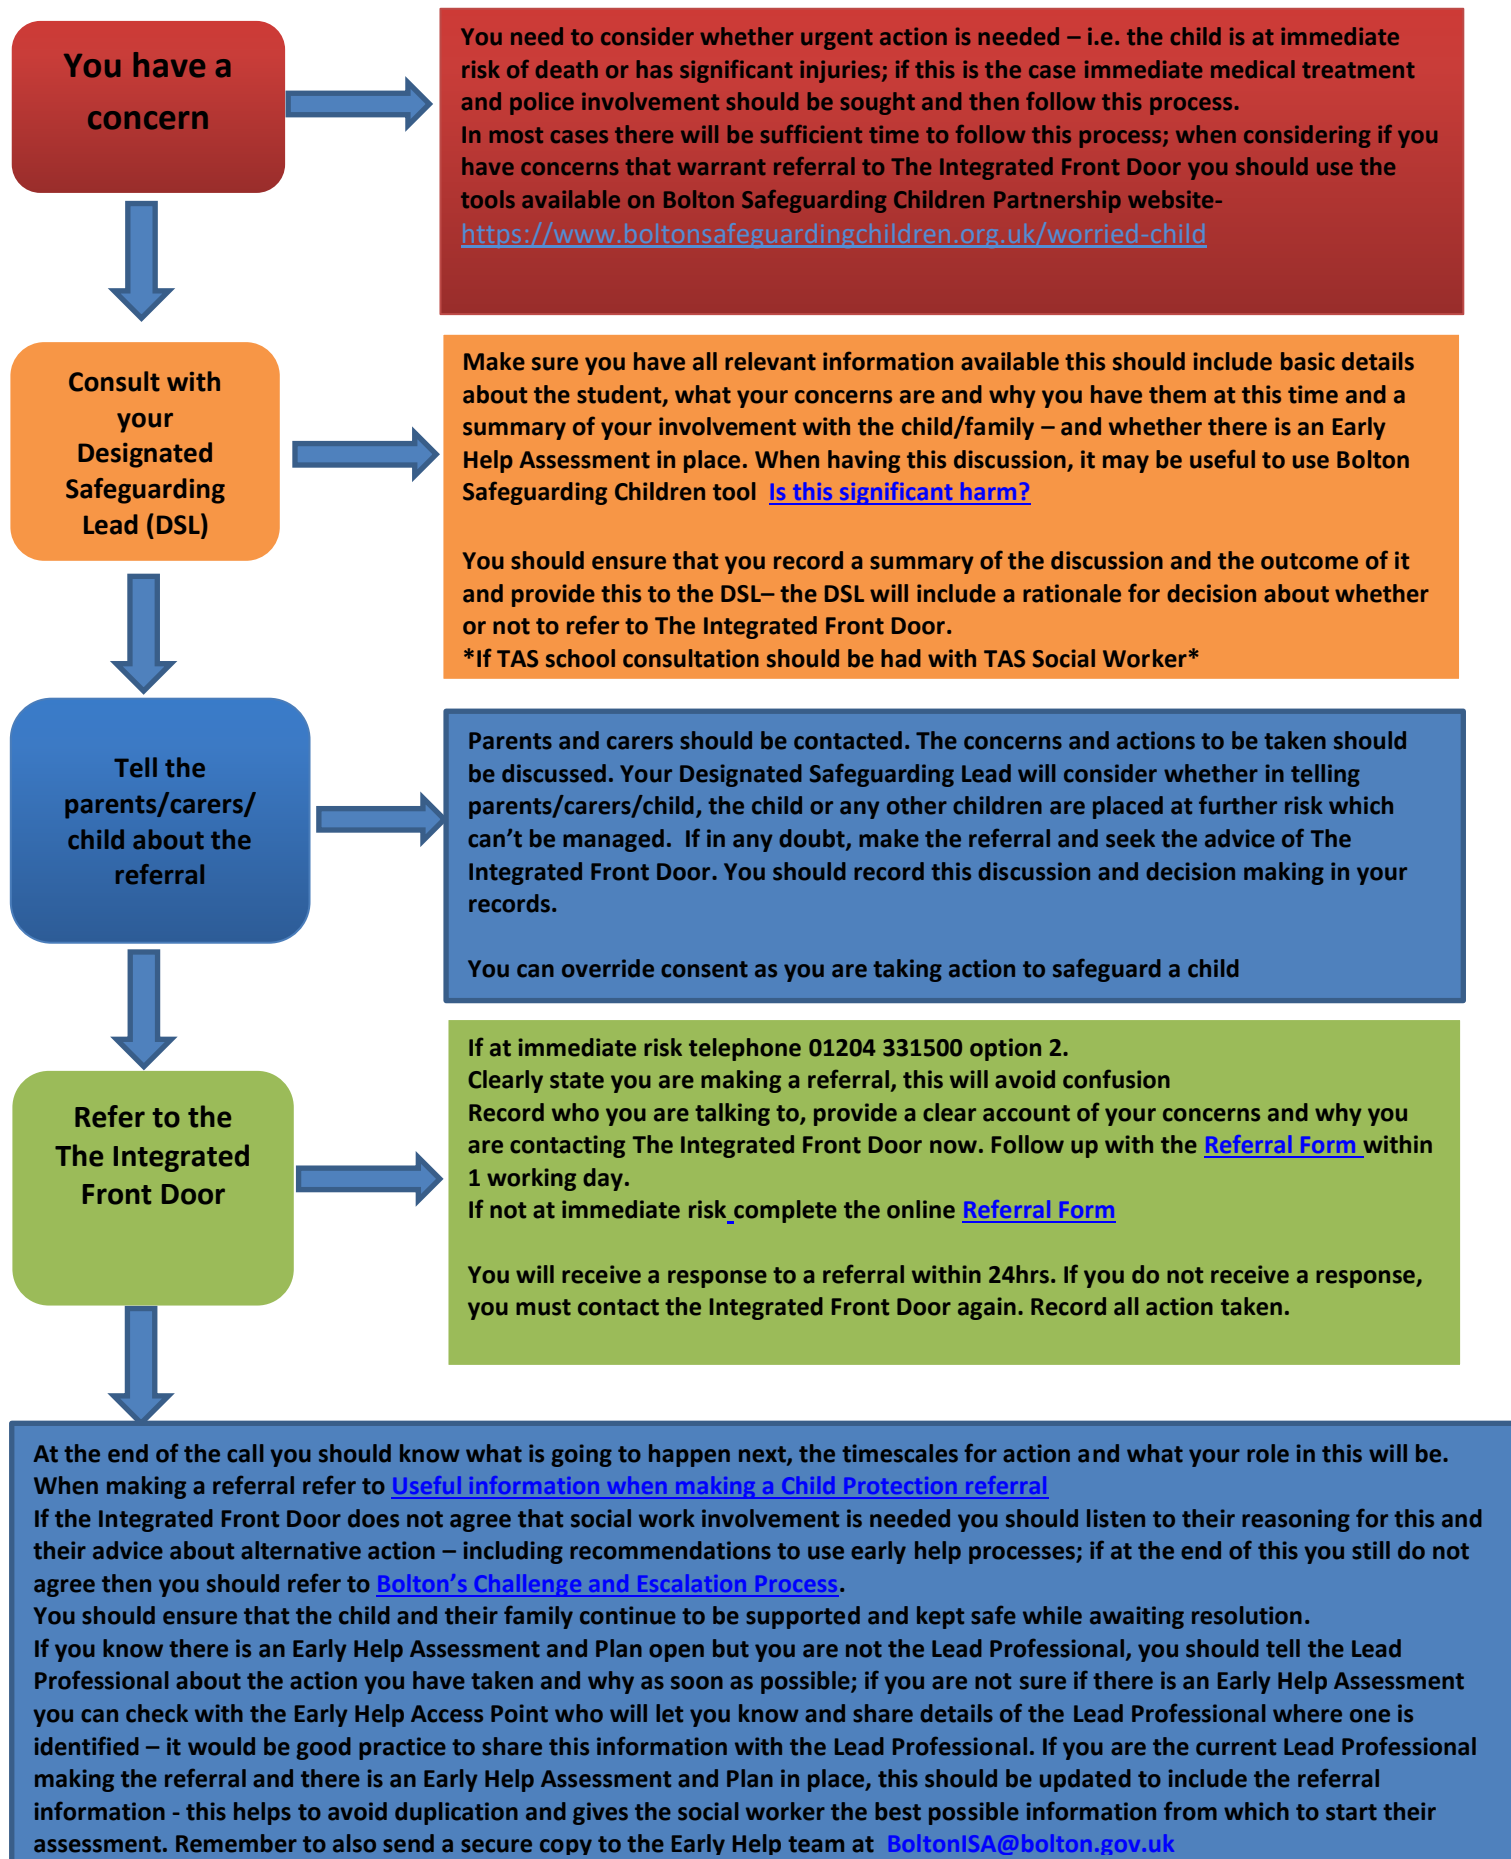 You have a
concern
You need to consider whether urgent action is needed – i.e. the child is at immediate
risk of death or has significant injuries; if this is the case immediate medical treatment
and police involvement should be sought and then follow this process.
In most cases there will be sufficient time to follow this process; when considering if you
have concerns that warrant referral to The Integrated Front Door you should use the
tools available on Bolton Safeguarding Children Partnership website-
https://www.boltonsafeguardingchildren.org.uk/worried-child
Consult with
your
Designated
Safeguarding
Lead (DSL)
Make sure you have all relevant information available this should include basic details
about the student, what your concerns are and why you have them at this time and a
summary of your involvement with the child/family – and whether there is an Early
Help Assessment in place. When having this discussion, it may be useful to use Bolton
Safeguarding Children tool  Is this significant harm?
You should ensure that you record a summary of the discussion and the outcome of it
and provide this to the DSL– the DSL will include a rationale for decision about whether
or not to refer to The Integrated Front Door.
*If TAS school consultation should be had with TAS Social Worker*
Tell the
parents/carers/
child about the
referral
Parents and carers should be contacted. The concerns and actions to be taken should
be discussed. Your Designated Safeguarding Lead will consider whether in telling
parents/carers/child, the child or any other children are placed at further risk which
can’t be managed.  If in any doubt, make the referral and seek the advice of The
Integrated Front Door. You should record this discussion and decision making in your
records.
You can override consent as you are taking action to safeguard a child
Refer to the
The Integrated
Front Door
If at immediate risk telephone 01204 331500 option 2.
Clearly state you are making a referral, this will avoid confusion
Record who you are talking to, provide a clear account of your concerns and why you
are contacting The Integrated Front Door now. Follow up with the Referral Form within
1 working day.
If not at immediate risk complete the online Referral Form
You will receive a response to a referral within 24hrs. If you do not receive a response,
you must contact the Integrated Front Door again. Record all action taken.
At the end of the call you should know what is going to happen next, the timescales for action and what your role in this will be.
When making a referral refer to Useful information when making a Child Protection referral
If the Integrated Front Door does not agree that social work involvement is needed you should listen to their reasoning for this and
their advice about alternative action – including recommendations to use early help processes; if at the end of this you still do not
agree then you should refer to Bolton’s Challenge and Escalation Process.
You should ensure that the child and their family continue to be supported and kept safe while awaiting resolution.
If you know there is an Early Help Assessment and Plan open but you are not the Lead Professional, you should tell the Lead
Professional about the action you have taken and why as soon as possible; if you are not sure if there is an Early Help Assessment
you can check with the Early Help Access Point who will let you know and share details of the Lead Professional where one is
identified – it would be good practice to share this information with the Lead Professional. If you are the current Lead Professional
making the referral and there is an Early Help Assessment and Plan in place, this should be updated to include the referral
information - this helps to avoid duplication and gives the social worker the best possible information from which to start their
assessment. Remember to also send a secure copy to the Early Help team at  BoltonISA@bolton.gov.uk